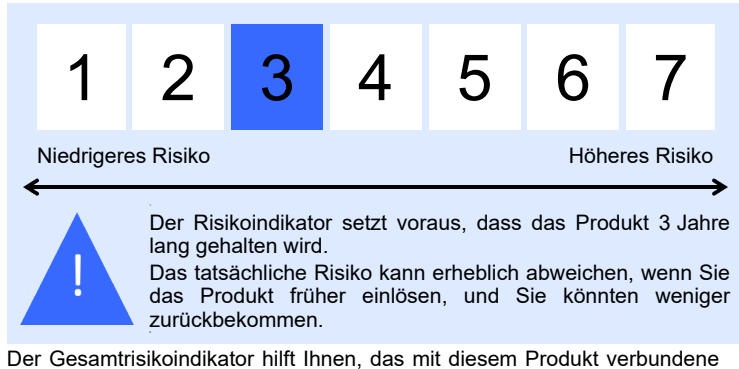 1 2 3 4 5 6 7
Niedrigeres Risiko Höheres Risiko
!
Der Risikoindikator setzt voraus, dass das Produkt 3 Jahre
lang gehalten wird.
Das tatsächliche Risiko kann erheblich abweichen, wenn Sie
das Produkt früher einlösen, und Sie könnten weniger
zurückbekommen.
Der Gesamtrisikoindikator hilft Ihnen, das mit diesem Produkt verbundene